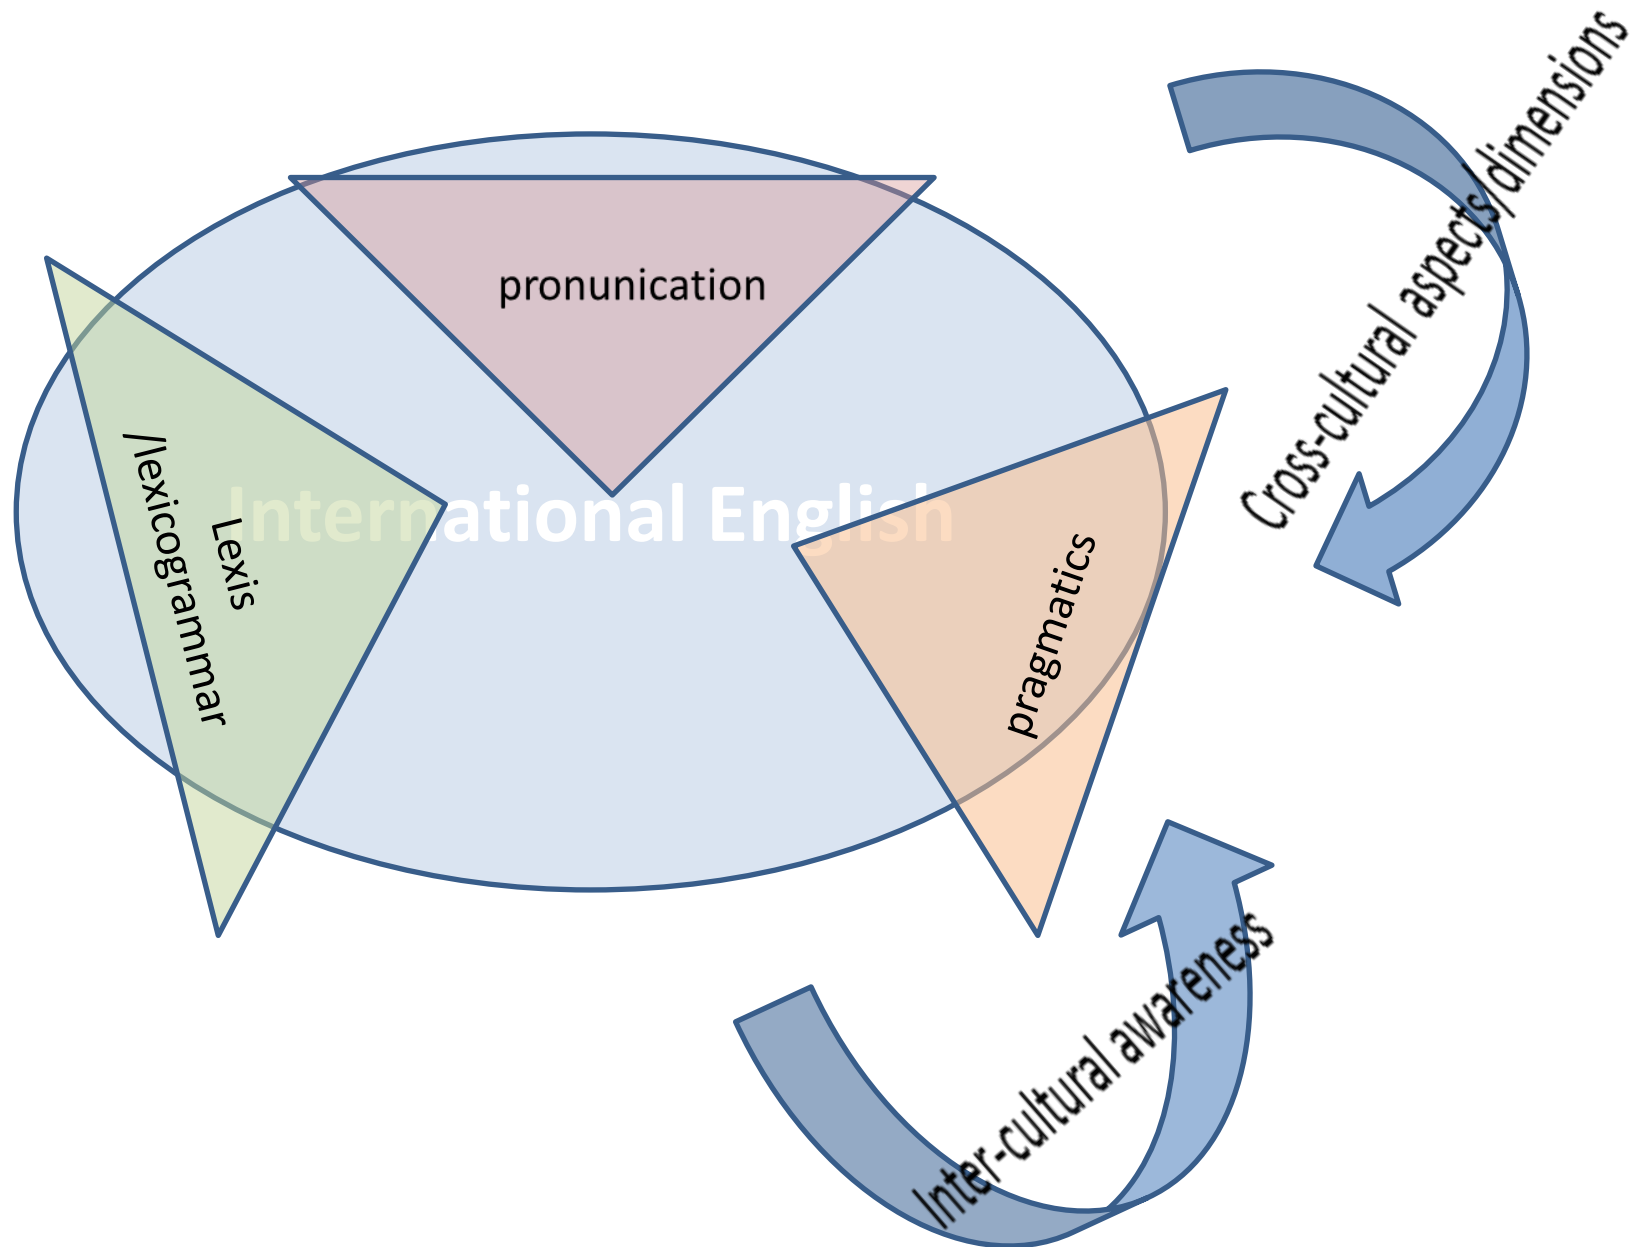 pronunication
International English
Lexis
/lexicogrammar
pragmatics
Cross-cultural aspects/dimensions
Inter-cultural awareness